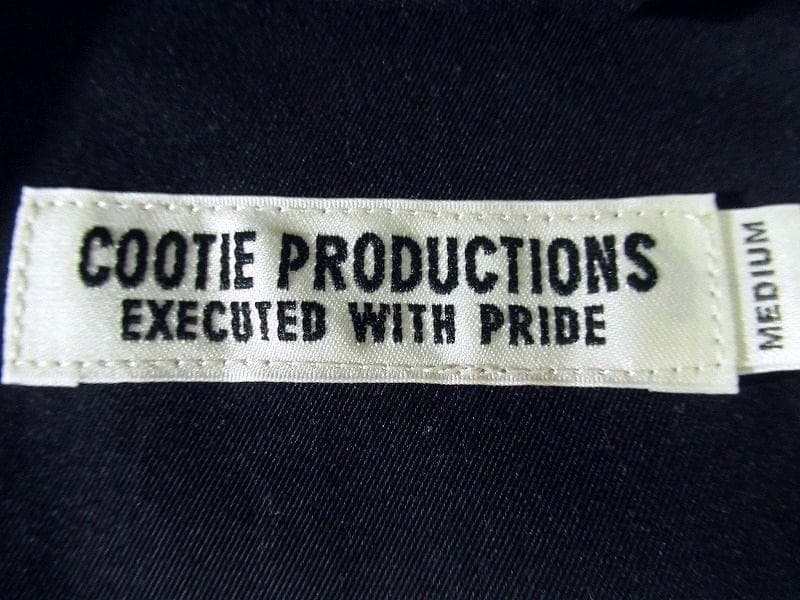 COOTIE PRODUCTIONS
EXECUTED WITH PRIDE
MEDIUM